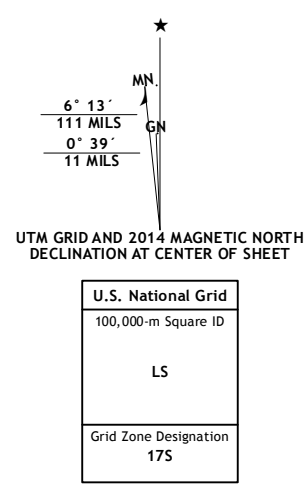 MN
6° 13´
111 MILS
GN
0° 39´
11 MILS
UTM GRID AND 2014 MAGNETIC NORTH
DECLINATION AT CENTER OF SHEET
U.S. National Grid
100,000-m Square ID
LS
Grid Zone Designation
17S